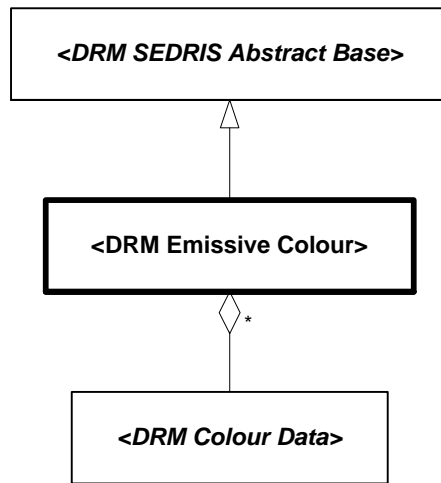 <DRM SEDRIS Abstract Base>
<DRM Emissive Colour>
*
<DRM Colour Data>